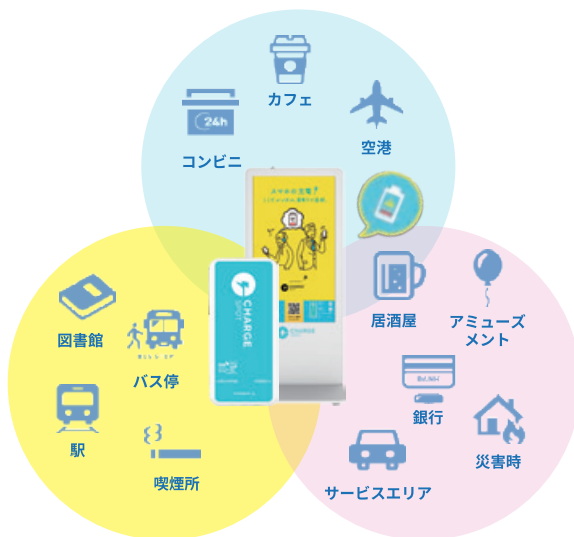 カフェ
24h
コンビニ
空港
図書館
バス停
駅
喫煙所
CHARGE
SPOT
居酒屋
アミューズ
メント
銀行
災害時
サービスエリア